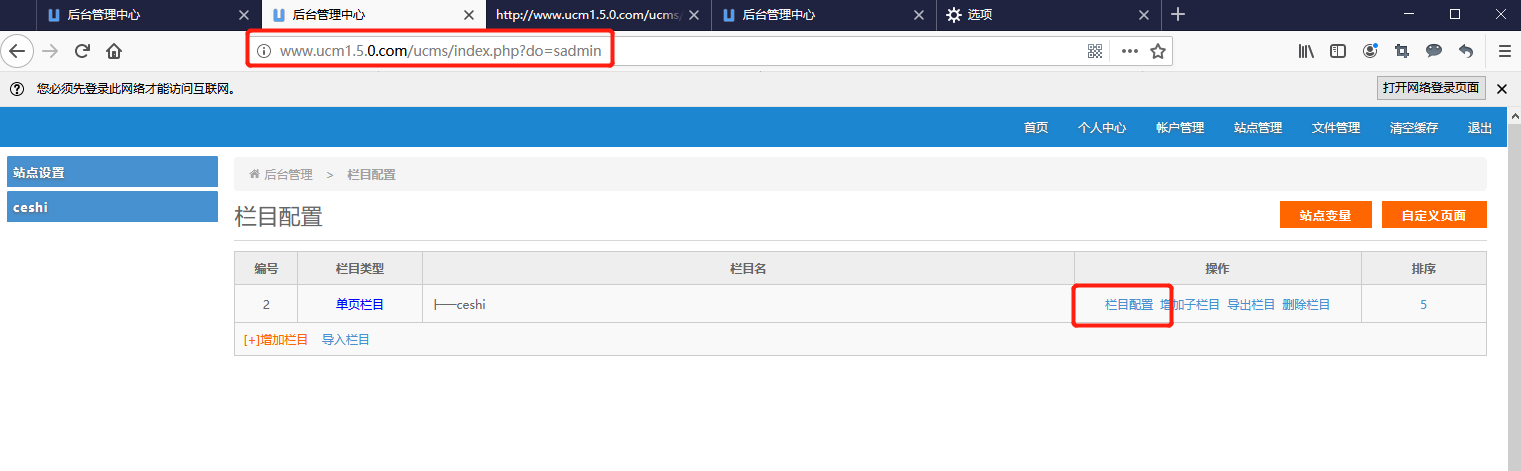 后台管理中心 后台管理中心 http://www.ucm1.5.0.com/ucms/ 后台管理中心 选项
www.ucm1.5.0.com/ucms/index.php?do=sadmin
您必须先登录此网络才能访问互联网。 打开网络登录页面
首页 个人中心 帐户管理 站点管理 文件管理 清空缓存 退出
站点设置
ceshi
后台管理 > 栏目配置
栏目配置 站点变量 自定义页面
编号 栏目类型 栏目名 操作 排序
2 单页栏目 ├──ceshi 栏目配置 增加子栏目 导出栏目 删除栏目 5
[+]增加栏目 导入栏目